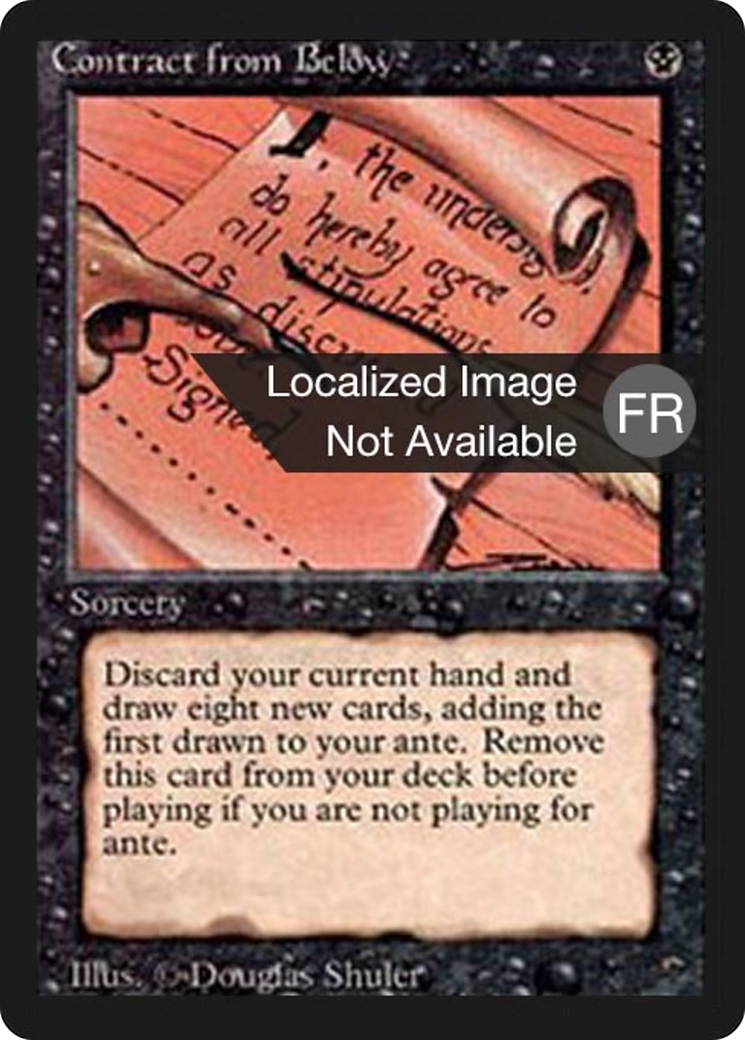 Contract from Below
I, the undersig
do hereby agree to
all stipulations
as disc
Signed,
Localized Image
Not Available
FR
Sorcery
Discard your current hand and
draw eight new cards, adding the
first drawn to your ante. Remove
this card from your deck before
playing if you are not playing for
ante.
Illus. © Douglas Shuler